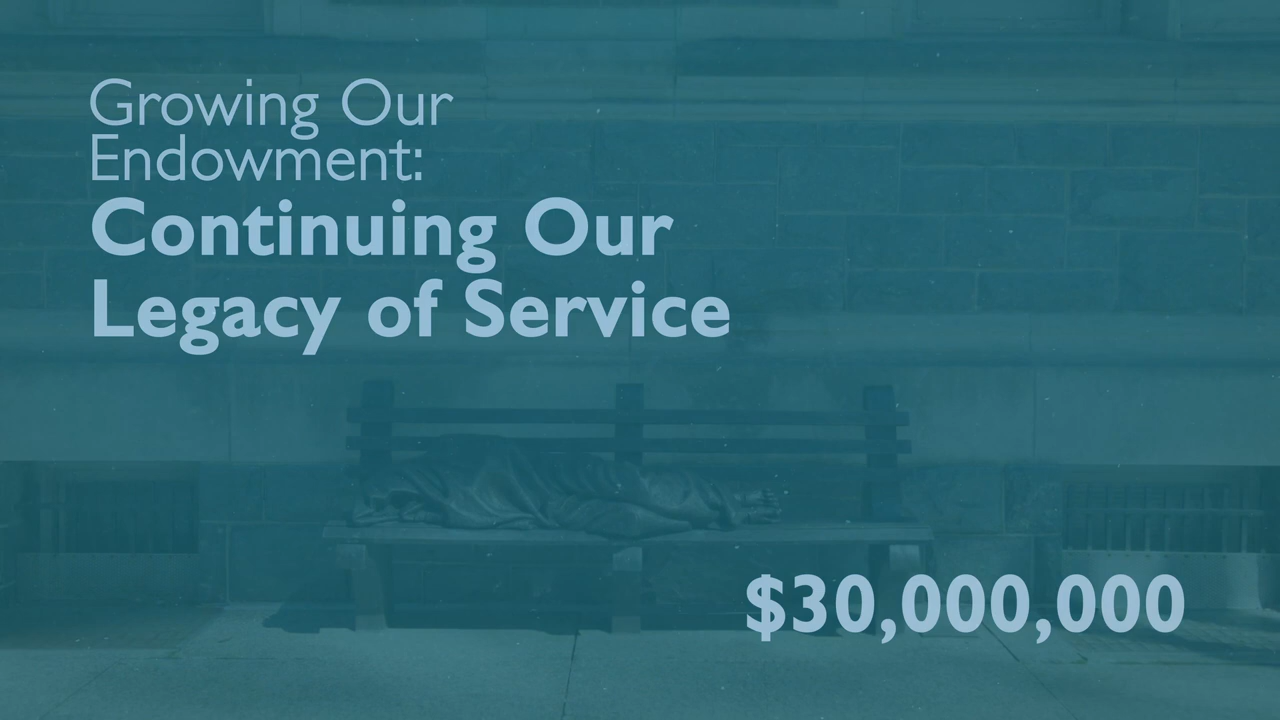 Growing Our
Endowment:
Continuing Our
Legacy of Service
$30,000,000